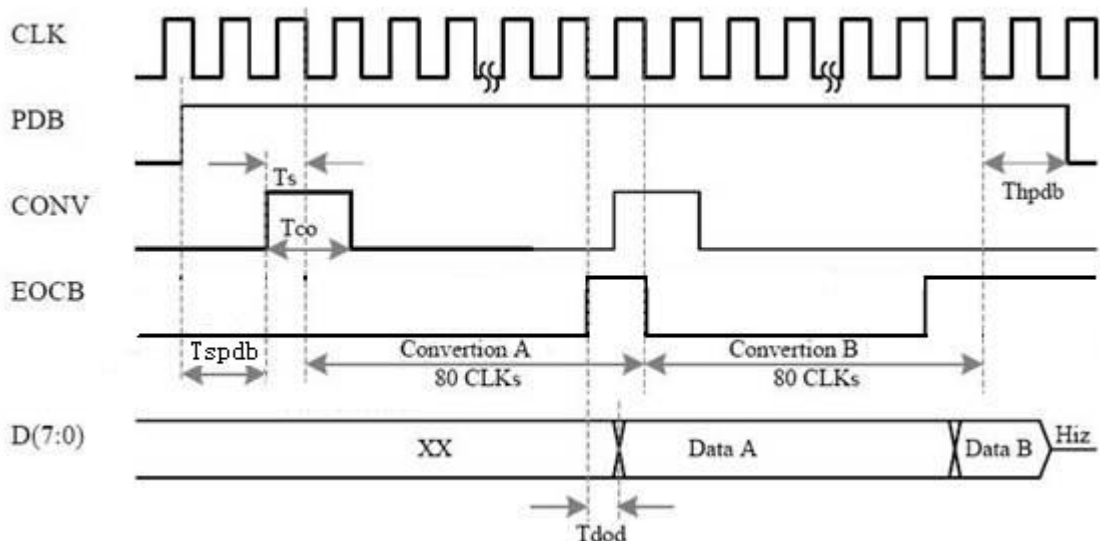 CLK
PDB
Ts
Thpdb
CONV
Tco
EOCB
Tspdb
Convertion A
Convertion B
80 CLKs
80 CLKs
D(7:0)
XX
Data A
Data B
Hiz
Tdod